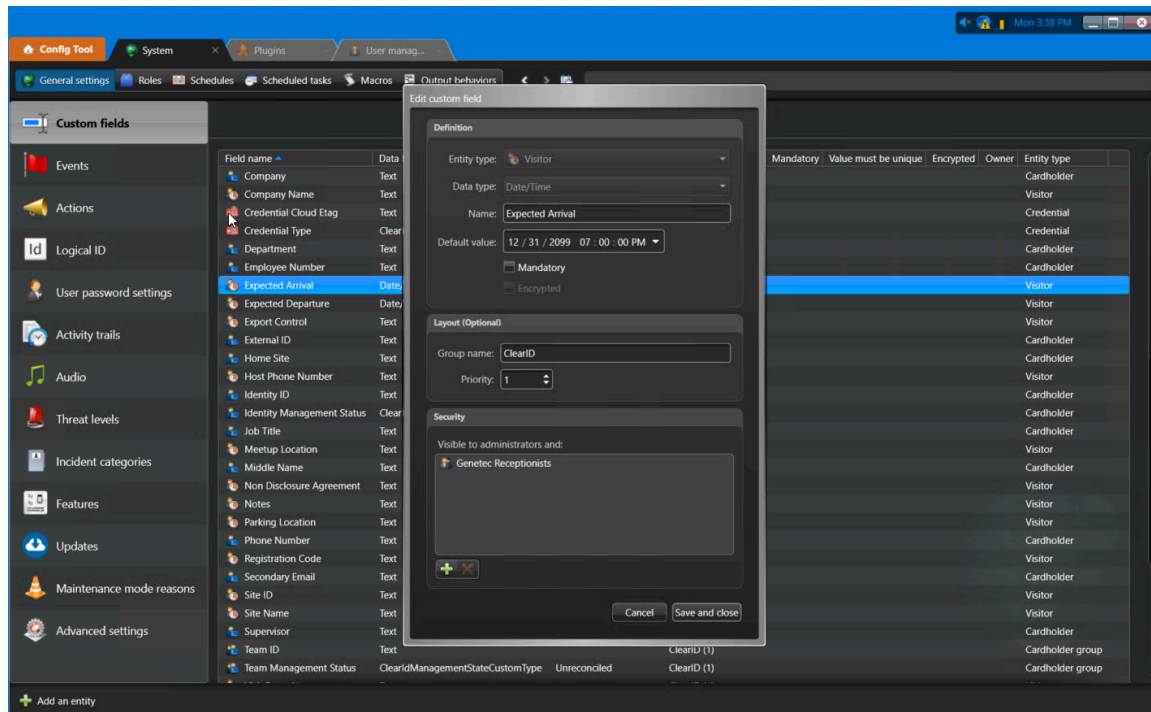 Mon 3:38 PM
Config Tool
System
Plugins
User manag...
General settings
Roles
Schedules
Scheduled tasks
Macros
Output behaviors
Custom fields
Events
Actions
Id
Logical ID
User password settings
Activity trails
Audio
Threat levels
Incident categories
Features
Updates
Maintenance mode reasons
Advanced settings
Field name Data Mandatory Value must be unique Encrypted Owner Entity type
Company Text Cardholder
Company Name Text Visitor
Credential Cloud Etag Text Credential
Credential Type Clear Credential
Department Text Cardholder
Employee Number Text Cardholder
Expected Arrival Date/ Visitor
Expected Departure Date/ Visitor
Export Control Text Visitor
External ID Text Cardholder
Home Site Text Cardholder
Host Phone Number Text Visitor
Identity ID Text Cardholder
Identity Management Status Clear Cardholder
Job Title Text Cardholder
Meetup Location Text Visitor
Middle Name Text Cardholder
Non Disclosure Agreement Text Visitor
Notes Text Visitor
Parking Location Text Visitor
Phone Number Text Cardholder
Registration Code Text Visitor
Secondary Email Text Cardholder
Site ID Text Visitor
Site Name Text Visitor
Supervisor Text Cardholder
Team ID Text ClearID (1) Cardholder group
Team Management Status ClearIdManagementStateCustomType Unreconciled ClearID (1) Cardholder group
Edit custom field
Definition
Entity type: Visitor
Data type: Date/Time
Name: Expected Arrival
Default value: 12 / 31 / 2099 07 : 00 : 00 PM
Mandatory
Encrypted
Layout (Optional)
Group name: ClearID
Priority: 1
Security
Visible to administrators and:
Genetec Receptionists
Cancel
Save and close
Add an entity